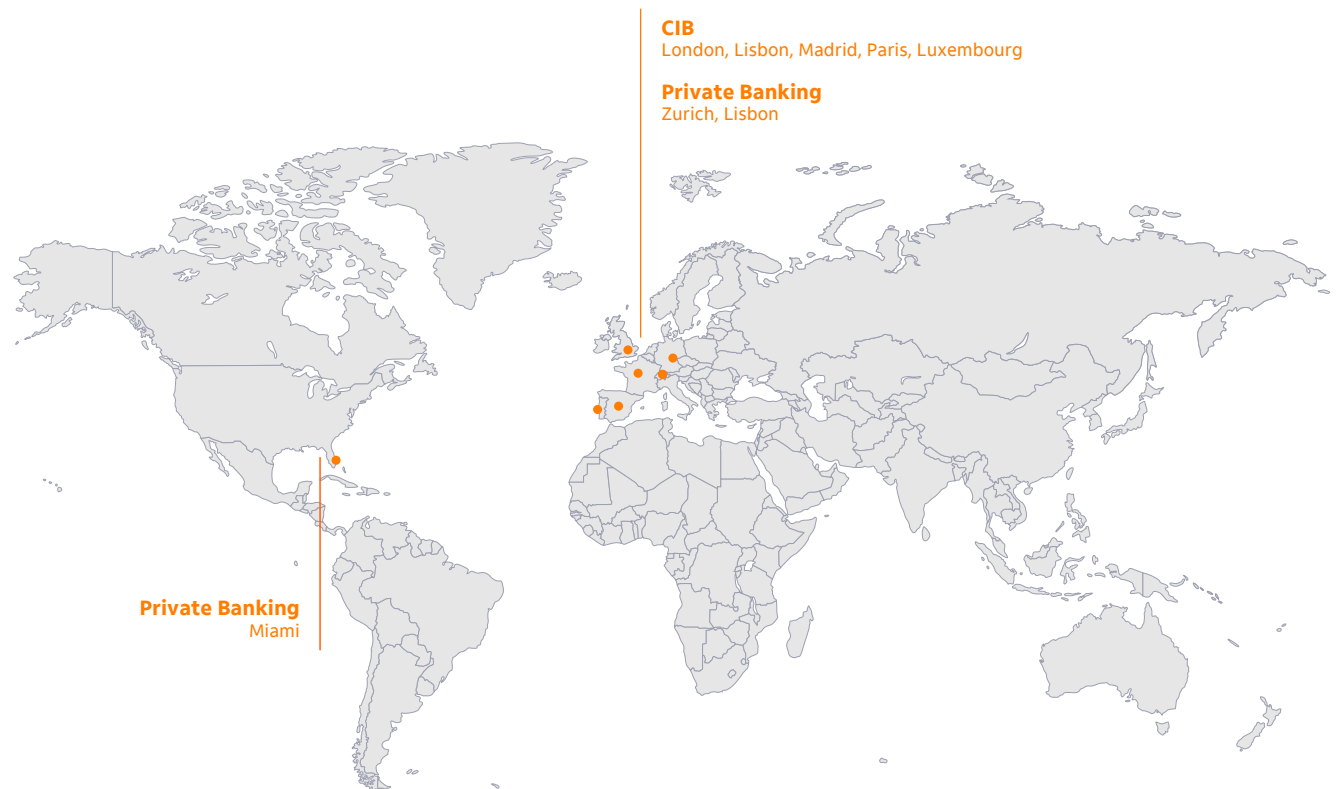 CIB
London, Lisbon, Madrid, Paris, Luxembourg
Private Banking
Zurich, Lisbon
Private Banking
Miami